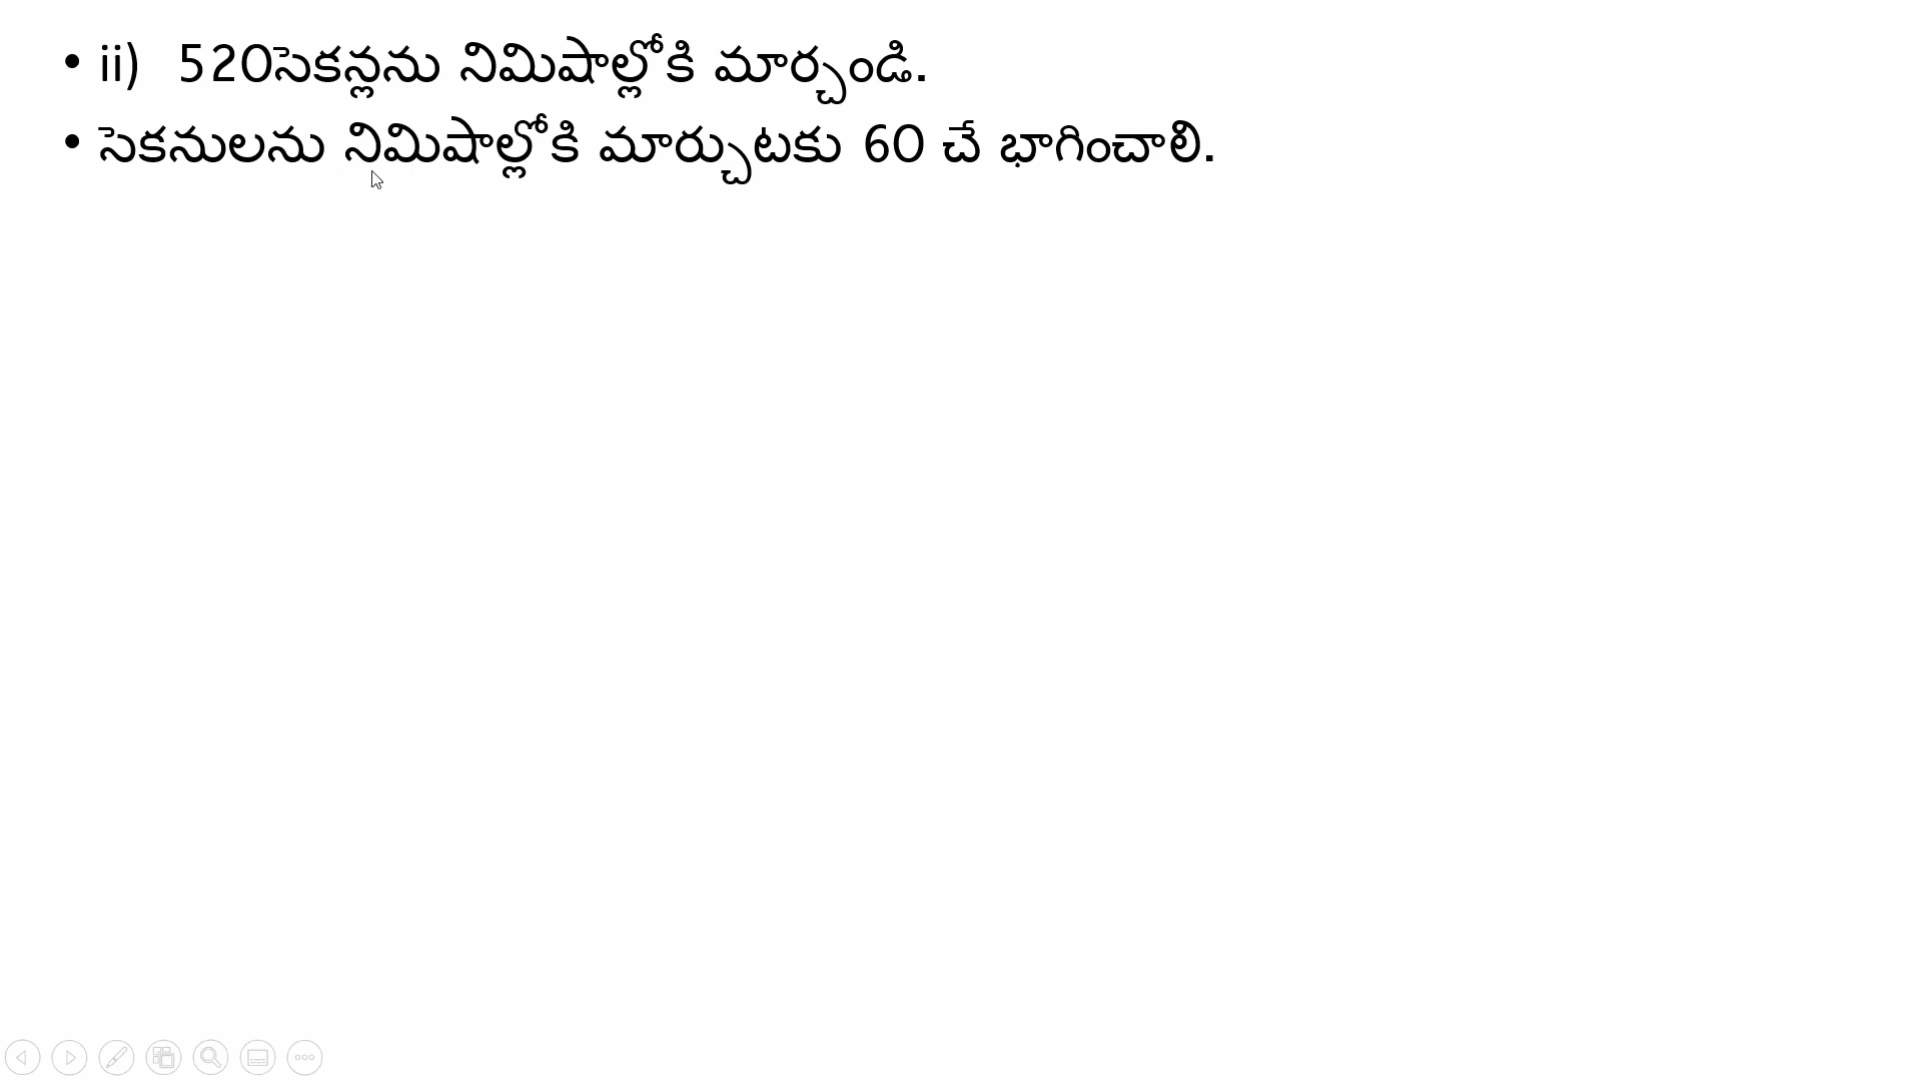 • ii) 520సెకన్లను నిమిషాల్లోకి మార్చండి.
• సెకనులను నిమిషాల్లోకి మార్చుటకు 60 చే భాగించాలి.